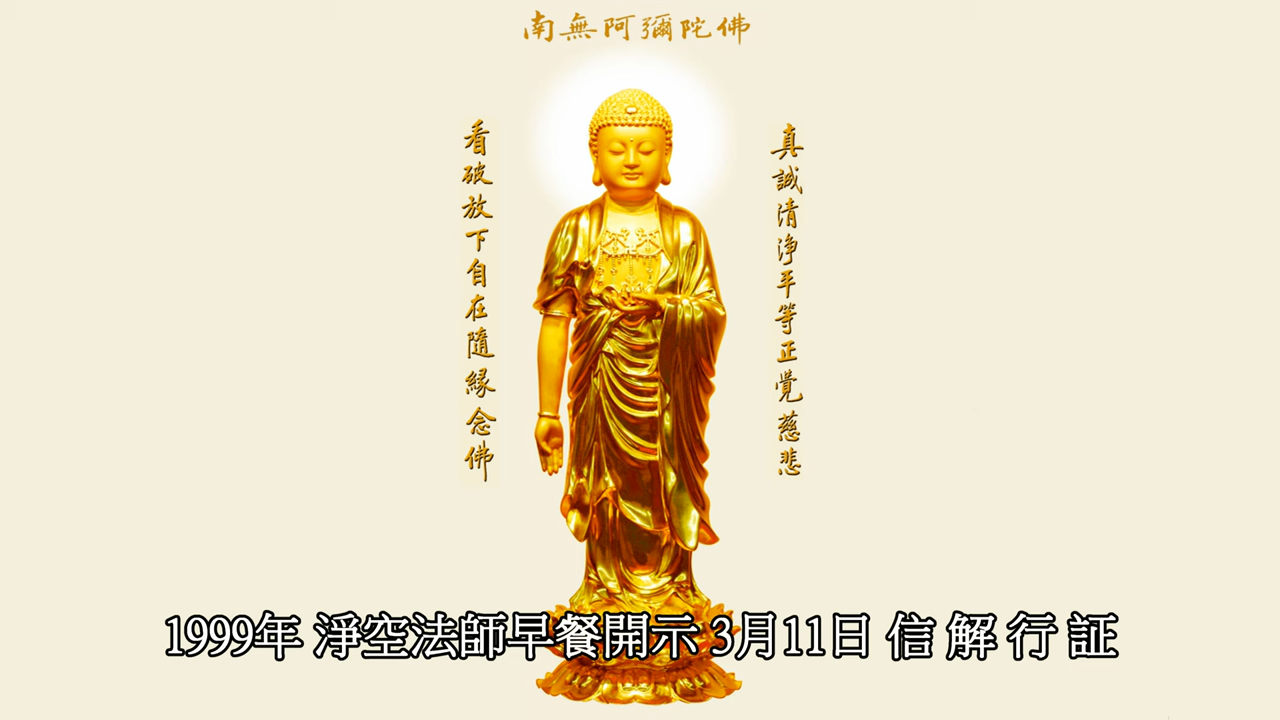 南無阿彌陀佛
真誠清淨平等正覺慈悲
看破放下自在隨緣念佛
1999年 淨空法師早餐開示 3月11日 信 解 行 証